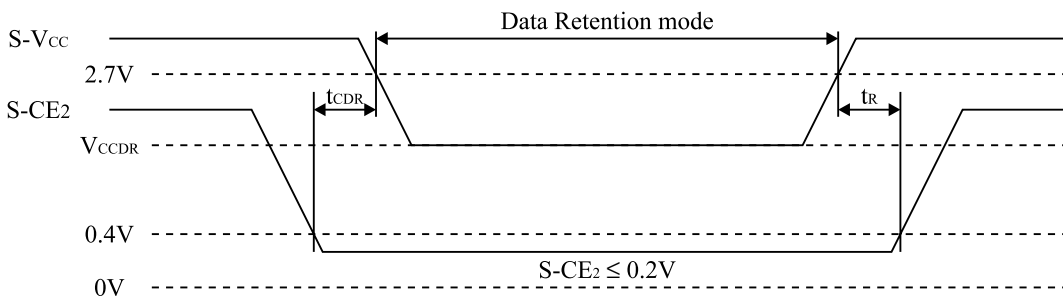 Data Retention mode
S-VCC
2.7V
tCDR
tR
S-CE2
VCCDR
0.4V
S-CE2 ≤ 0.2V
0V